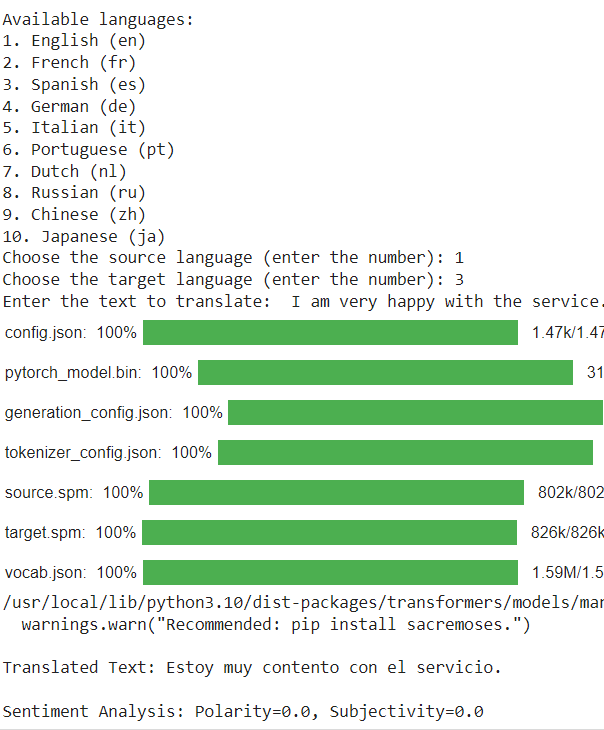 Available languages:
1. English (en)
2. French (fr)
3. Spanish (es)
4. German (de)
5. Italian (it)
6. Portuguese (pt)
7. Dutch (nl)
8. Russian (ru)
9. Chinese (zh)
10. Japanese (ja)
Choose the source language (enter the number): 1
Choose the target language (enter the number): 3
Enter the text to translate:  I am very happy with the service.
config.json: 100% 1.47k/1.47
pytorch_model.bin: 100% 31
generation_config.json: 100%
tokenizer_config.json: 100%
source.spm: 100% 802k/802
target.spm: 100% 826k/826k
vocab.json: 100% 1.59M/1.5
/usr/local/lib/python3.10/dist-packages/transformers/models/mar
  warnings.warn("Recommended: pip install sacremoses.")
Translated Text: Estoy muy contento con el servicio.
Sentiment Analysis: Polarity=0.0, Subjectivity=0.0